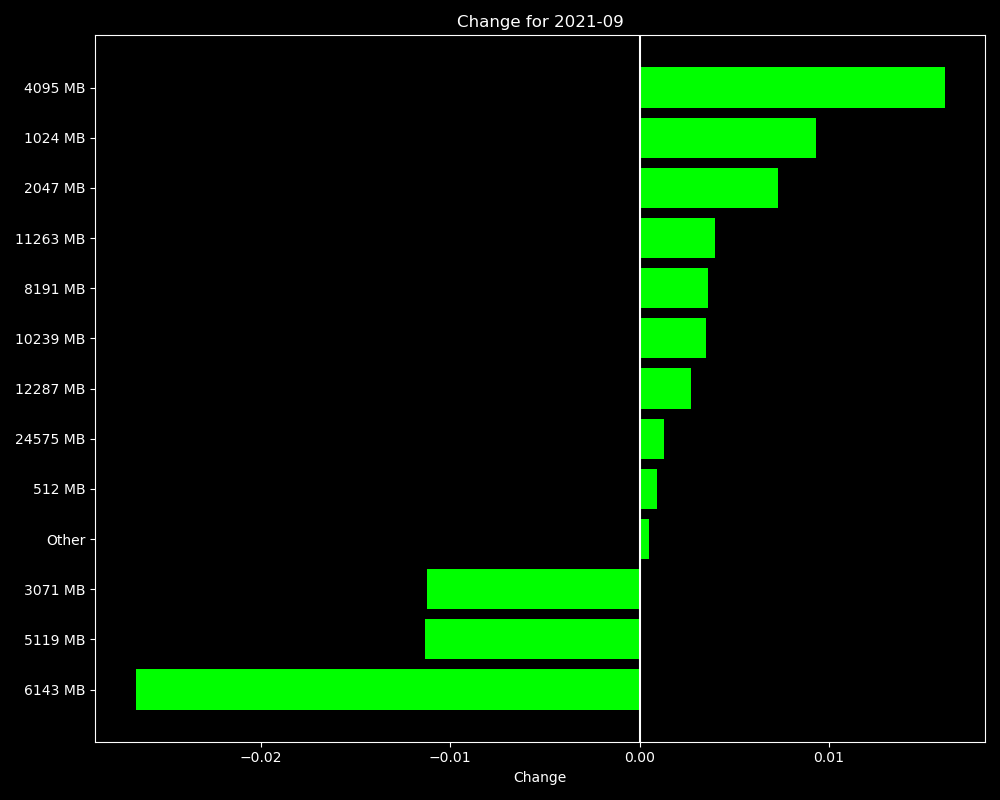 Change for 2021-09
4095 MB
1024 MB
2047 MB
11263 MB
8191 MB
10239 MB
12287 MB
24575 MB
512 MB
Other
3071 MB
5119 MB
6143 MB
−0.02 −0.01 0.00 0.01
Change